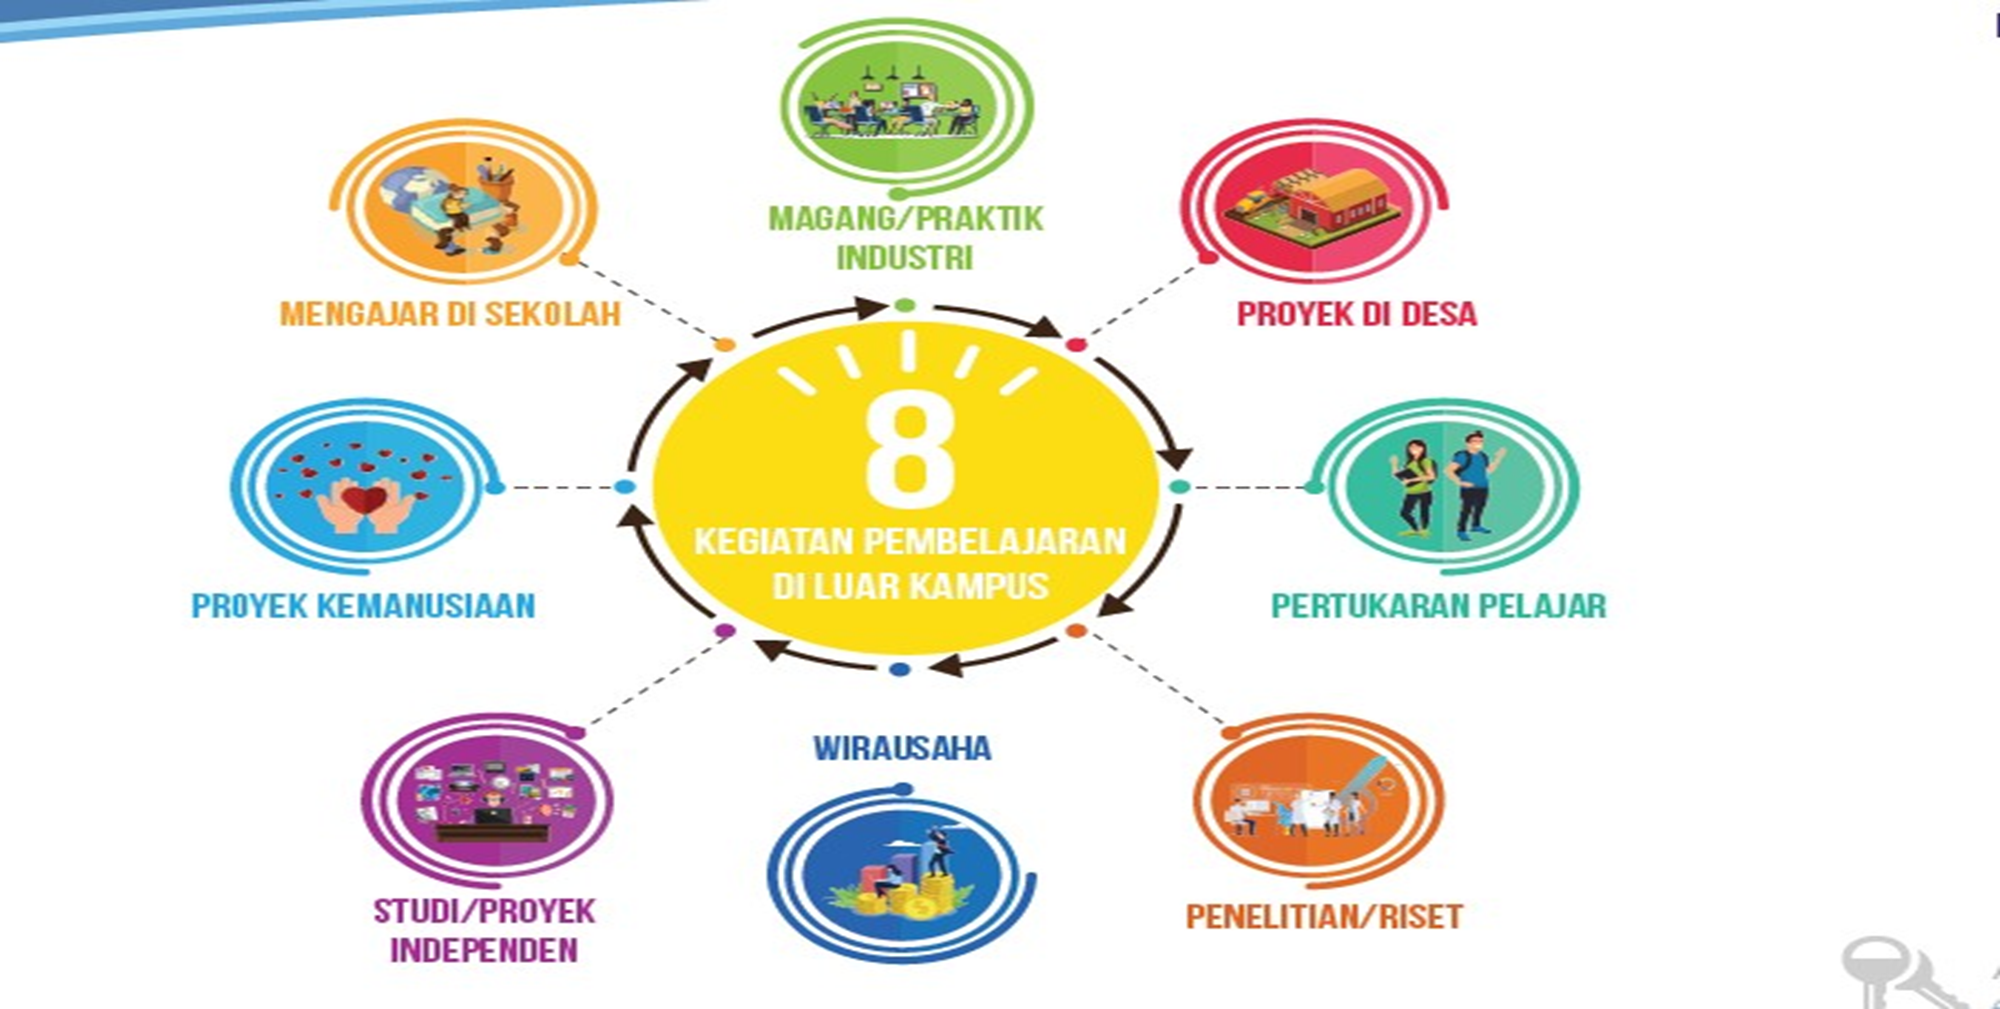 MAGANG/PRAKTIK
INDUSTRI
MENGAJAR DI SEKOLAH
PROYEK DI DESA
8
KEGIATAN PEMBELAJARAN
DI LUAR KAMPUS
PROYEK KEMANUSIAAN
PERTUKARAN PELAJAR
WIRAUSAHA
STUDI/PROYEK
INDEPENDEN
PENELITIAN/RISET